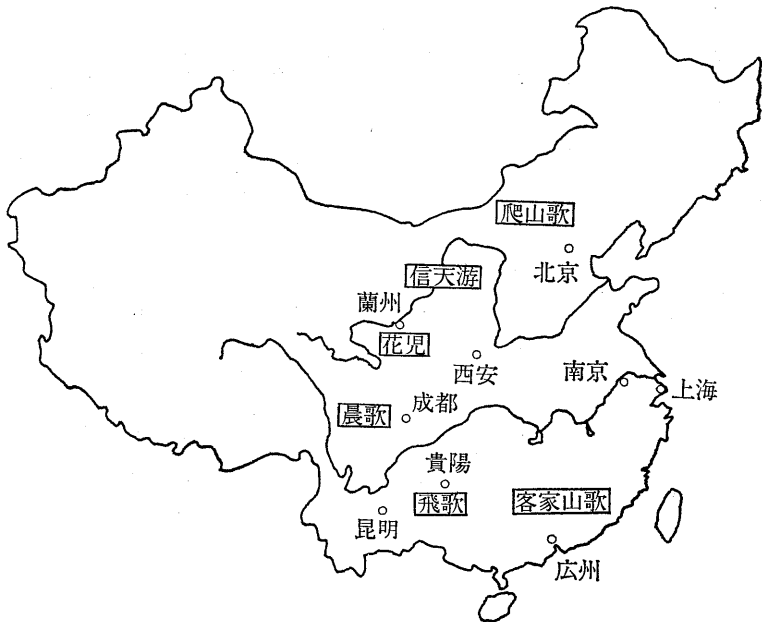 爬山歌
北京
信天游
蘭州
花児
西安
南京
上海
晨歌
成都
貴陽
飛歌
客家山歌
昆明
広州